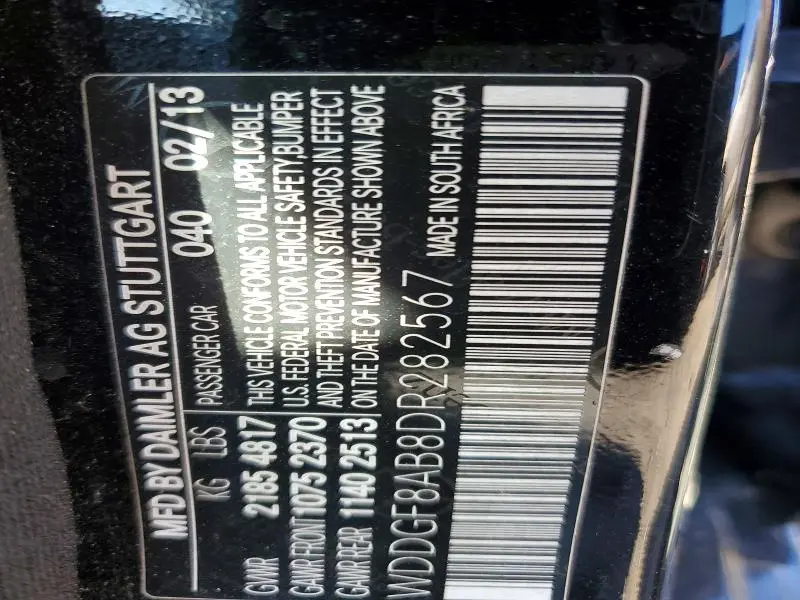 MFD BY DAIMLER AG STUTTGART
PASSENGER CAR 040 02/13
KG LBS
GVWR 2185 4817
GAWR FRONT 1075 2370
GAWR REAR 1140 2513
THIS VEHICLE CONFORMS TO ALL APPLICABLE
U.S. FEDERAL MOTOR VEHICLE SAFETY,BUMPER
AND THEFT PREVENTION STANDARDS IN EFFECT
ON THE DATE OF MANUFACTURE SHOWN ABOVE
WDDGF8AB8DR282567 MADE IN SOUTH AFRICA